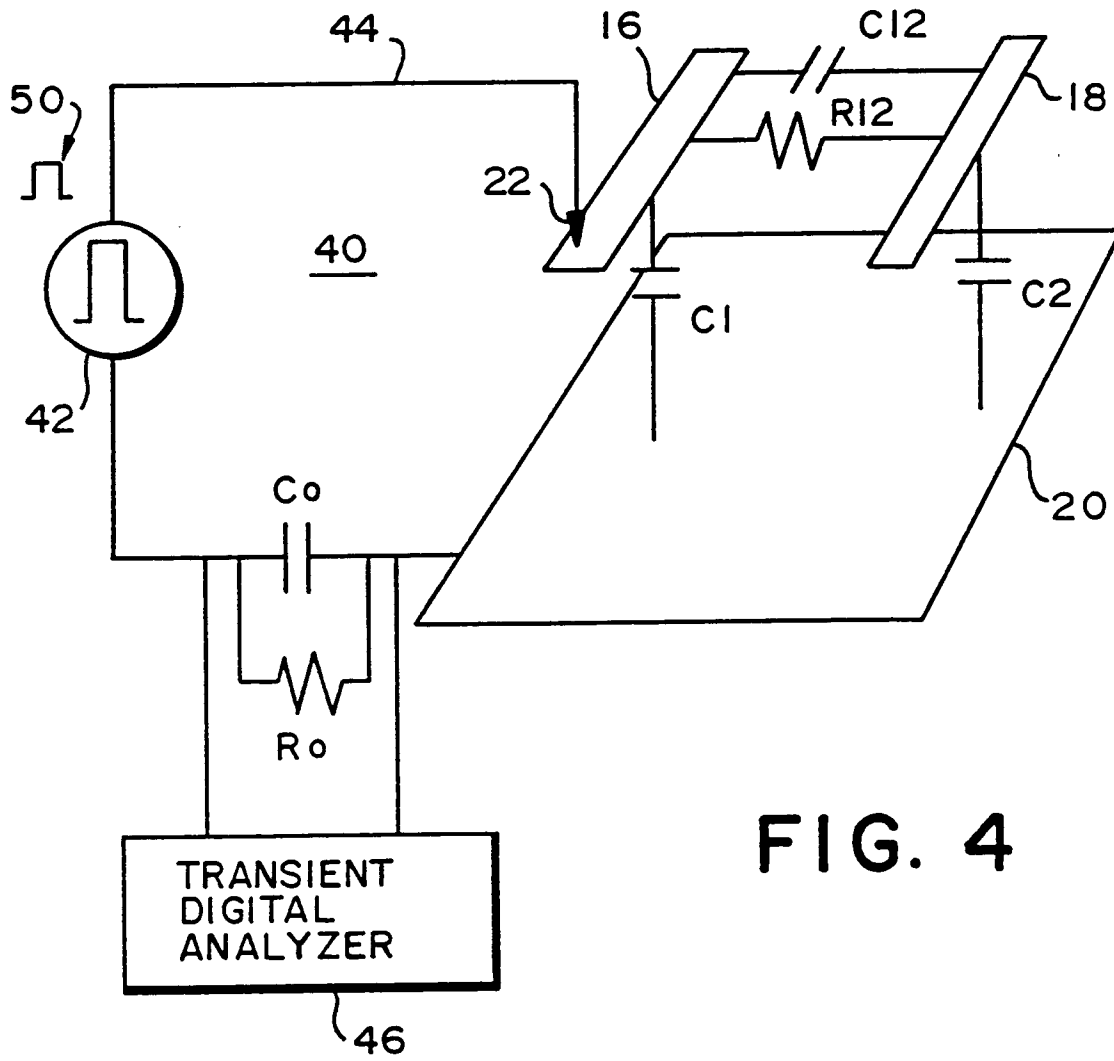 44
16
C12
50
18
R12
22
40
C1
C2
42
Co
20
Ro
FIG. 4
TRANSIENT
DIGITAL
ANALYZER
46